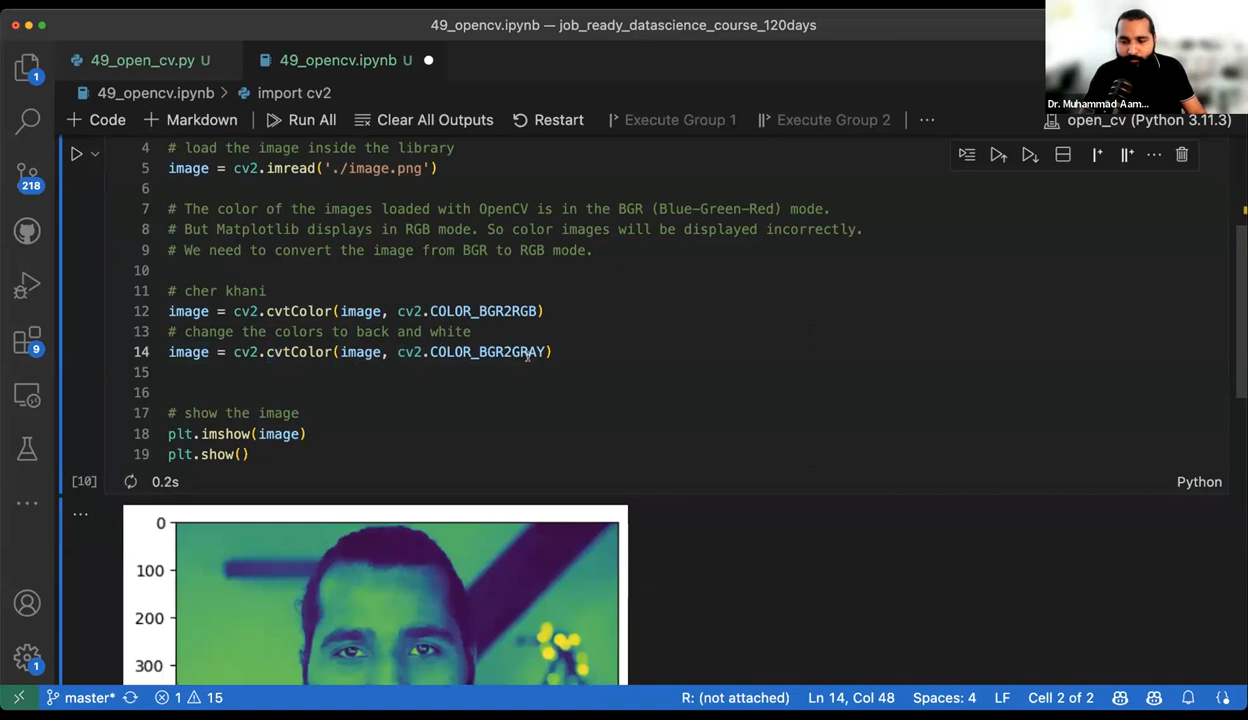 49_opencv.ipynb — job_ready_datascience_course_120days
49_open_cv.py U
49_opencv.ipynb U
49_opencv.ipynb > import cv2
Code
Markdown
Run All
Clear All Outputs
Restart
Execute Group 1
Execute Group 2
...
open_cv (Python 3.11.3)
Dr. Muhammad Aam...
1
218
9
1
4 # load the image inside the library
5 image = cv2.imread('./image.png')
6
7 # The color of the images loaded with OpenCV is in the BGR (Blue-Green-Red) mode.
8 # But Matplotlib displays in RGB mode. So color images will be displayed incorrectly.
9 # We need to convert the image from BGR to RGB mode.
10
11 # cher khani
12 image = cv2.cvtColor(image, cv2.COLOR_BGR2RGB)
13 # change the colors to back and white
14 image = cv2.cvtColor(image, cv2.COLOR_BGR2GRAY)
15
16
17 # show the image
18 plt.imshow(image)
19 plt.show()
[10] 0.2s
Python
...
0
100
200
300
master*
1 15
R: (not attached)
Ln 14, Col 48
Spaces: 4
LF
Cell 2 of 2